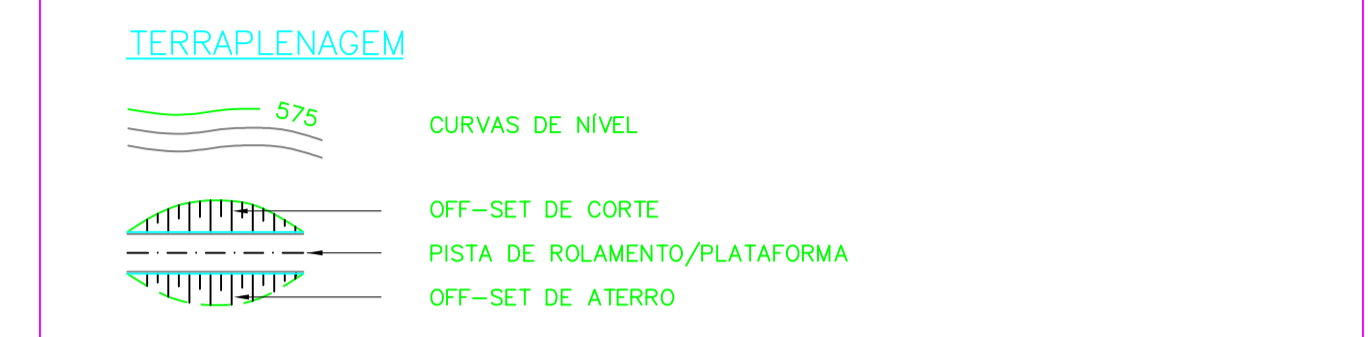 TERRAPLENAGEM
575
CURVAS DE NÍVEL
OFF-SET DE CORTE
PISTA DE ROLAMENTO/PLATAFORMA
OFF-SET DE ATERRO